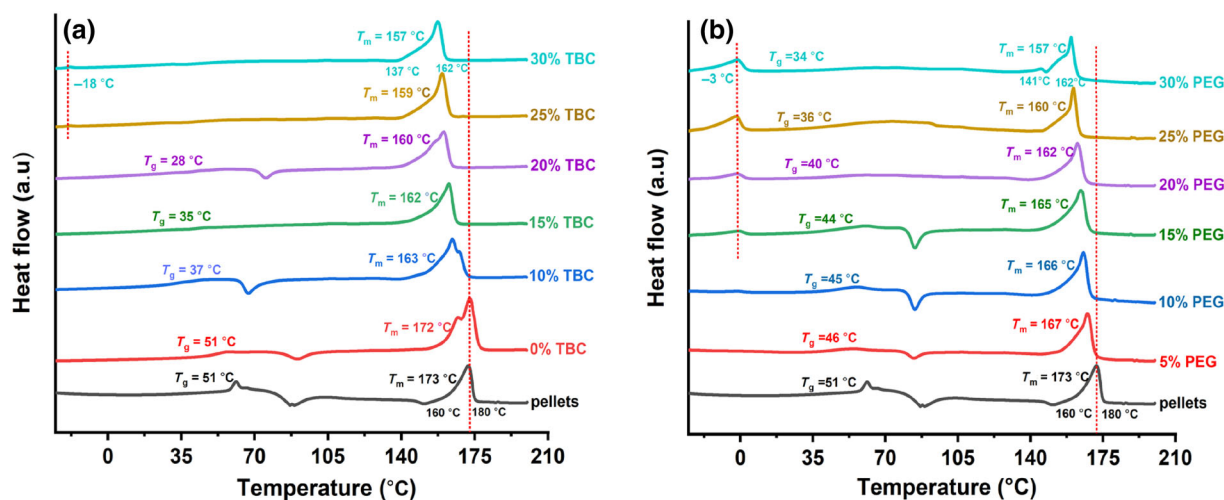 (a)
Heat flow (a.u)
Tm = 157 °C
137 °C
162 °C
30% TBC
–18 °C
Tm = 159 °C
25% TBC
Tg = 28 °C
Tm = 160 °C
20% TBC
Tg = 35 °C
Tm = 162 °C
15% TBC
Tg = 37 °C
Tm = 163 °C
10% TBC
Tg = 51 °C
Tm = 172 °C
0% TBC
Tg = 51 °C
Tm = 173 °C
160 °C
180 °C
pellets
0 35 70 105 140 175 210
Temperature (°C)
(b)
Heat flow (a.u)
Tg =34 °C
Tm = 157 °C
–3 °C
141°C
162°C
30% PEG
Tg =36 °C
Tm = 160 °C
25% PEG
Tg =40 °C
Tm = 162 °C
20% PEG
Tg =44 °C
Tm = 165 °C
15% PEG
Tg =45 °C
Tm = 166 °C
10% PEG
Tg =46 °C
Tm = 167 °C
5% PEG
Tg =51 °C
Tm = 173 °C
160 °C
180 °C
pellets
0 35 70 105 140 175 210
Temperature (°C)